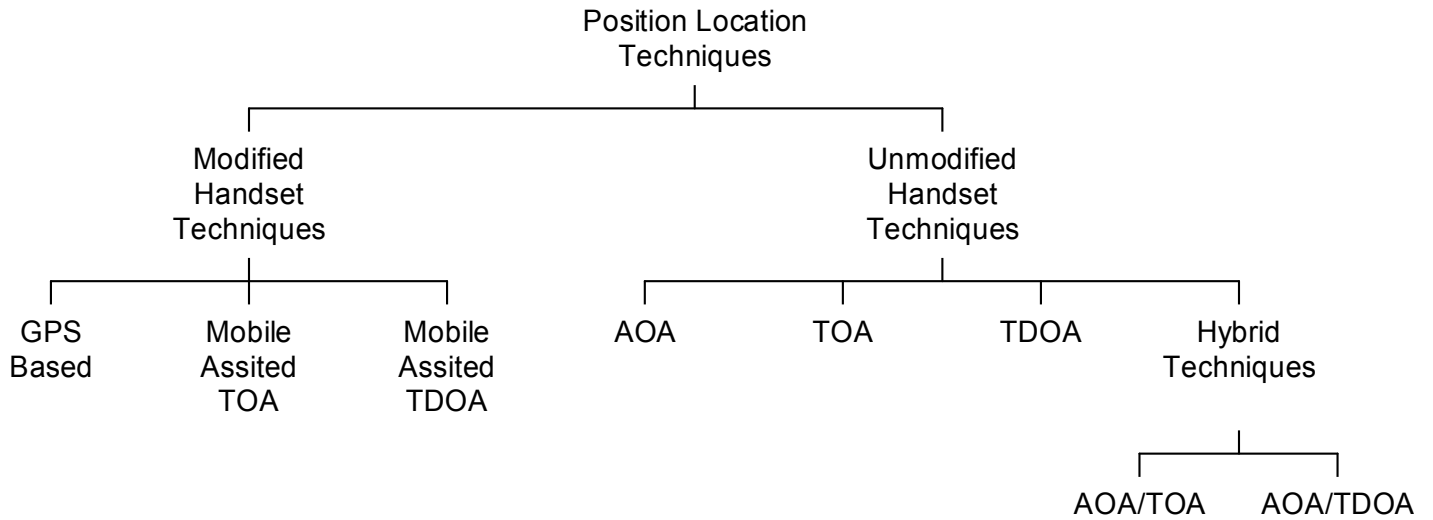 Position Location
Techniques
Modified
Handset
Techniques
Unmodified
Handset
Techniques
GPS
Based
Mobile
Assited
TOA
Mobile
Assited
TDOA
AOA
TOA
TDOA
Hybrid
Techniques
AOA/TOA
AOA/TDOA